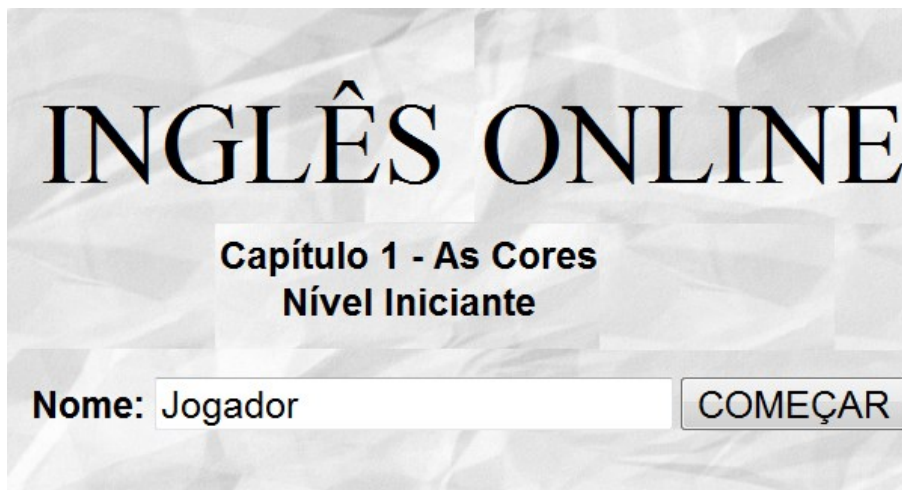 INGLÊS ONLINE
Capítulo 1 - As Cores
Nível Iniciante
Nome: Jogador COMEÇAR